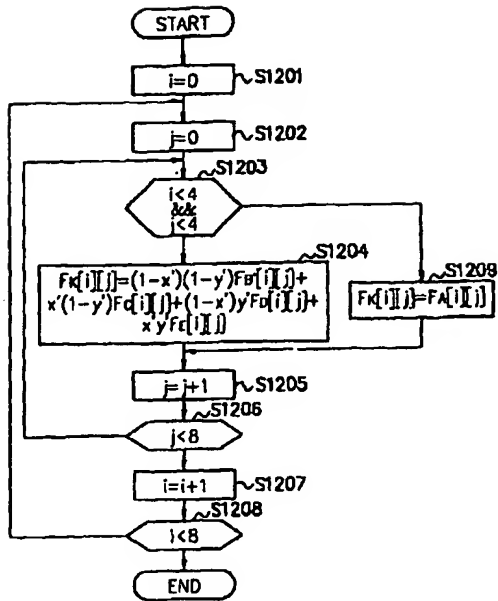 START
i=0
S1201
j=0
S1202
S1203
i<4
&&
j<4
S1204
FK[i][j]=(1-x')(1-y')FB[i][j]+
x'(1-y')FC[i][j]+(1-x')y'FD[i][j]+
x'y'FE[i][j]
S1209
FK[i][j]=FA[i][j]
j=j+1
S1205
S1206
j<8
i=i+1
S1207
S1208
i<8
END